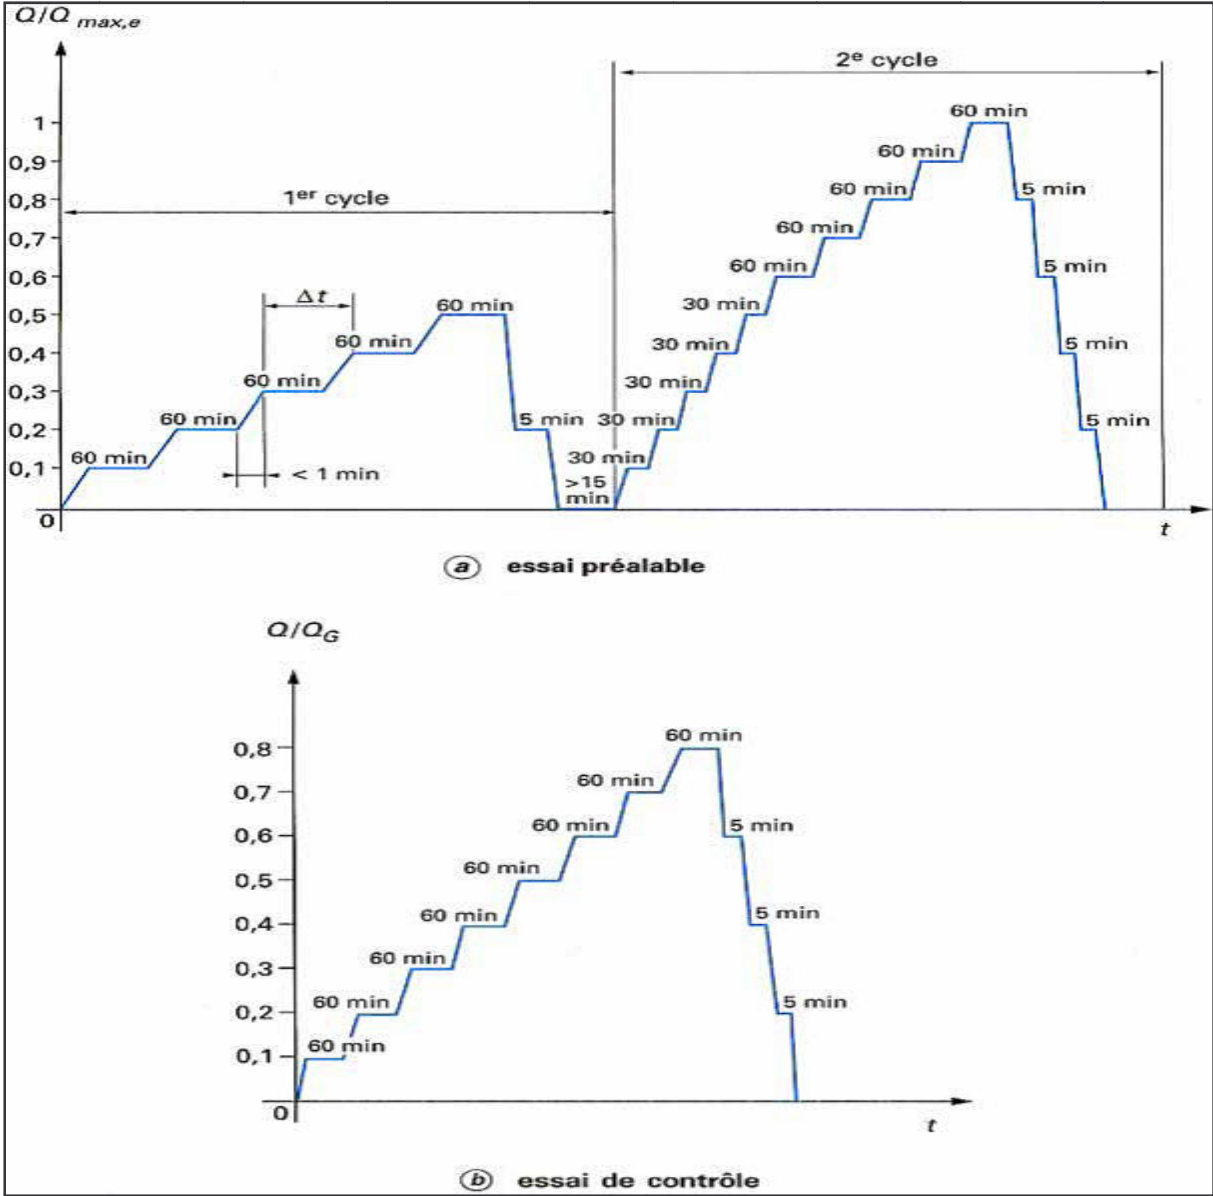 Q/Q max,e
2e cycle
60 min
1
60 min
0,9
60 min
5 min
0,8
1er cycle
60 min
0,7
60 min
5 min
0,6
Δt
60 min
30 min
0,5
60 min
30 min
5 min
0,4
60 min
30 min
0,3
60 min
5 min
30 min
5 min
0,2
60 min
30 min
0,1
< 1 min
>15
min
0
t
a essai préalable
Q/QG
60 min
0,8
60 min
0,7
60 min
5 min
0,6
60 min
0,5
60 min
5 min
0,4
60 min
0,3
60 min
5 min
0,2
60 min
0,1
0
t
b essai de contrôle